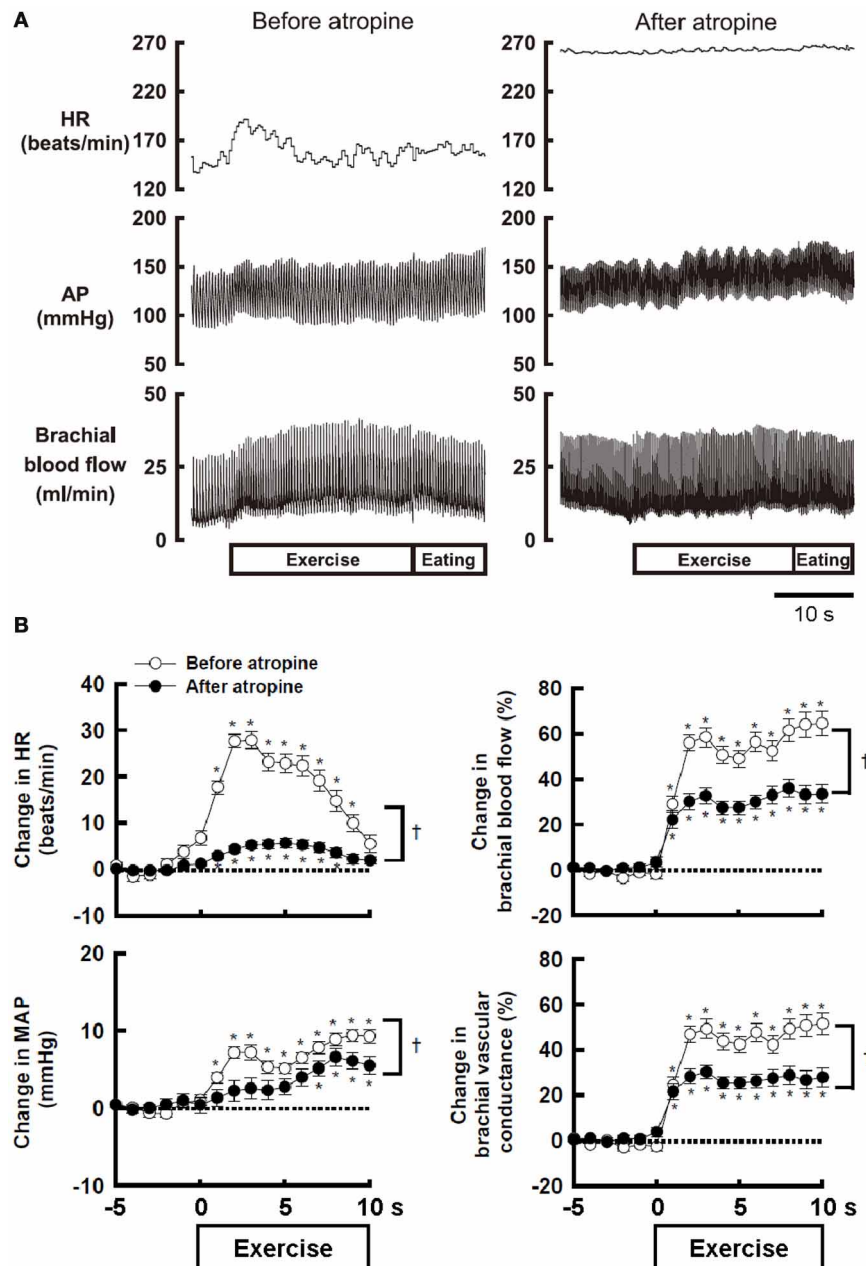 A
Before atropine
After atropine
HR
(beats/min)
270
220
170
120
270
220
170
120
AP
(mmHg)
200
150
100
50
200
150
100
50
Brachial
blood flow
(ml/min)
50
25
0
50
25
0
Exercise
Eating
Exercise
Eating
10 s
B
Before atropine
After atropine
Change in HR
(beats/min)
40
30
20
10
0
-10
* * * * * * * * *
* * * * * * * *
†
Change in
brachial blood flow (%)
80
60
40
20
0
-20
* * * * * * * * * *
* * * * * * * * * *
†
Change in MAP
(mmHg)
20
10
0
-10
* * * * * * * * * *
* * * *
†
-5
0
5
10 s
Exercise
Change in
brachial vascular
conductance (%)
80
60
40
20
0
-20
* * * * * * * * * *
* * * * * * * * * *
-5
0
5
10 s
Exercise